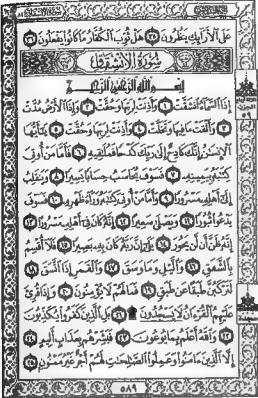 عَلَى الْأَرَائِكِ يَنظُرُونَ ٣٥ هَلْ ثُوِّبَ الْكُفَّارُ مَا كَانُوا يَفْعَلُونَ ٣٦
سُورَةُ الْانْشِقَاقِ
بِسْمِ اللَّهِ الرَّحْمَٰنِ الرَّحِيمِ
إِذَا السَّمَاءُ انشَقَّتْ ١ وَأَذِنَتْ لِرَبِّهَا وَحُقَّتْ ٢ وَإِذَا الْأَرْضُ مُدَّتْ
٣ وَأَلْقَتْ مَا فِيهَا وَتَخَلَّتْ ٤ وَأَذِنَتْ لِرَبِّهَا وَحُقَّتْ ٥ يَا أَيُّهَا
الْإِنسَانُ إِنَّكَ كَادِحٌ إِلَىٰ رَبِّكَ كَدْحًا فَمُلَاقِيهِ ٦ فَأَمَّا مَنْ أُوتِيَ
كِتَابَهُ بِيَمِينِهِ ٧ فَسَوْفَ يُحَاسَبُ حِسَابًا يَسِيرًا ٨ وَيَنقَلِبُ
إِلَىٰ أَهْلِهِ مَسْرُورًا ٩ وَأَمَّا مَنْ أُوتِيَ كِتَابَهُ وَرَاءَ ظَهْرِهِ ١٠ فَسَوْفَ
يَدْعُو ثُبُورًا ١١ وَيَصْلَىٰ سَعِيرًا ١٢ إِنَّهُ كَانَ فِي أَهْلِهِ مَسْرُورًا ١٣
إِنَّهُ ظَنَّ أَن لَّن يَحُورَ ١٤ بَلَىٰ إِنَّ رَبَّهُ كَانَ بِهِ بَصِيرًا ١٥ فَلَا أُقْسِمُ
بِالشَّفَقِ ١٦ وَاللَّيْلِ وَمَا وَسَقَ ١٧ وَالْقَمَرِ إِذَا اتَّسَقَ ١٨
لَتَرْكَبُنَّ طَبَقًا عَن طَبَقٍ ١٩ فَمَا لَهُمْ لَا يُؤْمِنُونَ ٢٠ وَإِذَا قُرِئَ
عَلَيْهِمُ الْقُرْآنُ لَا يَسْجُدُونَ ۩ ٢١ بَلِ الَّذِينَ كَفَرُوا يُكَذِّبُونَ
٢٢ وَاللَّهُ أَعْلَمُ بِمَا يُوعُونَ ٢٣ فَبَشِّرْهُم بِعَذَابٍ أَلِيمٍ ٢٤
إِلَّا الَّذِينَ آمَنُوا وَعَمِلُوا الصَّالِحَاتِ لَهُمْ أَجْرٌ غَيْرُ مَمْنُونٍ ٢٥
٥٨٩